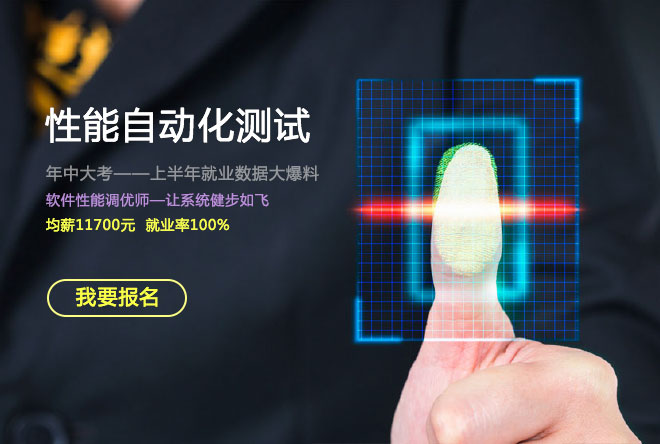 性能自动化测试
年中大考——上半年就业数据大爆料
软件性能调优师—让系统健步如飞
均薪11700元 就业率100%
我要报名